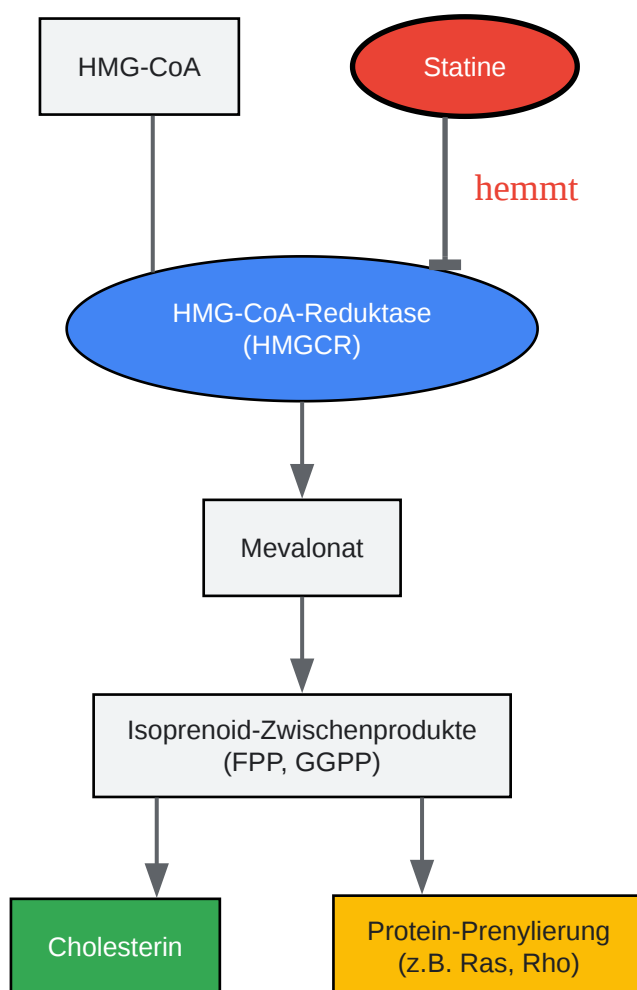 HMG-CoA
Statine
hemmt
HMG-CoA-Reduktase
(HMGCR)
Mevalonat
Isoprenoid-Zwischenprodukte
(FPP, GGPP)
Cholesterin
Protein-Prenylierung
(z.B. Ras, Rho)